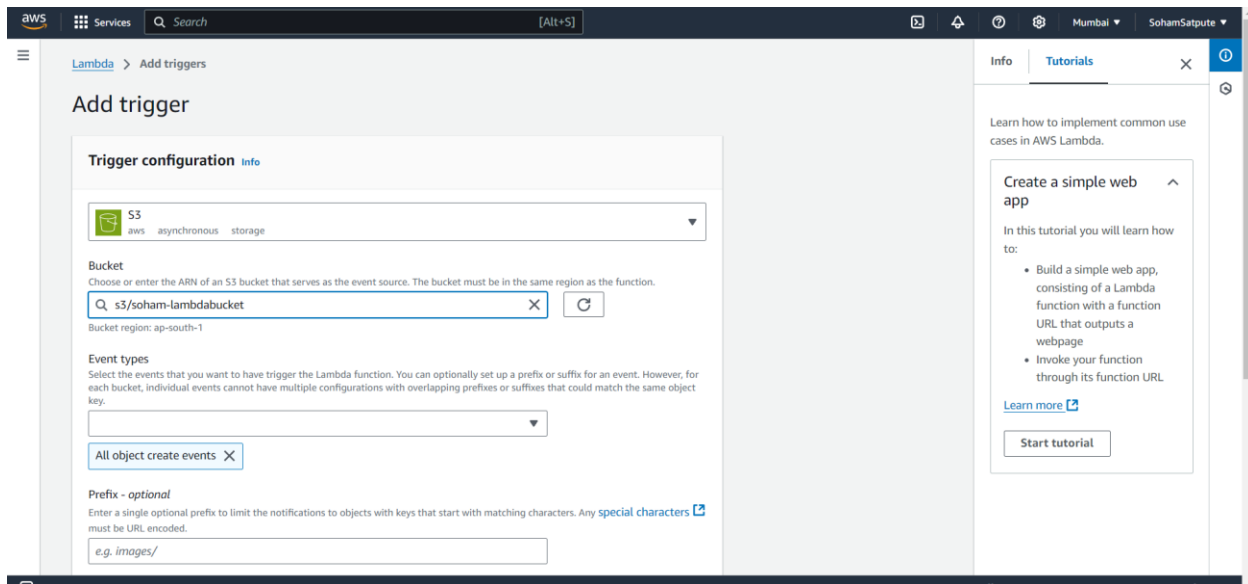 aws
Services
Search
[Alt+S]
Mumbai
SohamSatpute
Lambda > Add triggers
Add trigger
Trigger configuration Info
S3
aws asynchronous storage
Bucket
Choose or enter the ARN of an S3 bucket that serves as the event source. The bucket must be in the same region as the function.
s3/soham-lambdabucket
Bucket region: ap-south-1
Event types
Select the events that you want to have trigger the Lambda function. You can optionally set up a prefix or suffix for an event. However, for
each bucket, individual events cannot have multiple configurations with overlapping prefixes or suffixes that could match the same object
key.
All object create events
Prefix - optional
Enter a single optional prefix to limit the notifications to objects with keys that start with matching characters. Any special characters
must be URL encoded.
e.g. images/
Info
Tutorials
Learn how to implement common use
cases in AWS Lambda.
Create a simple web
app
In this tutorial you will learn how
to:
• Build a simple web app,
consisting of a Lambda
function with a function
URL that outputs a
webpage
• Invoke your function
through its function URL
Learn more
Start tutorial